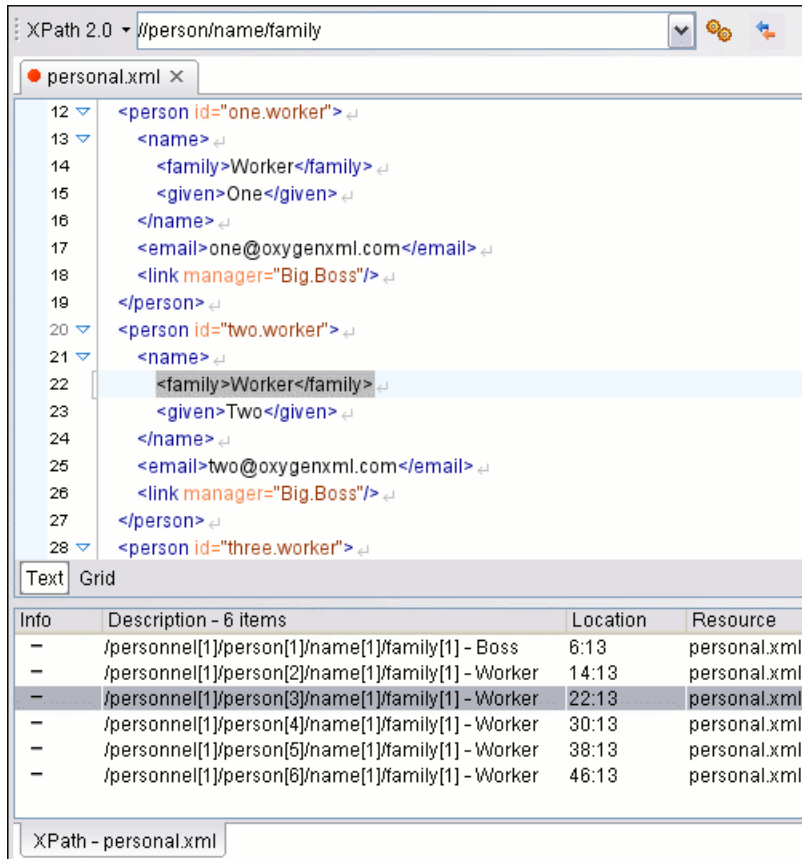 XPath 2.0 //person/name/family
personal.xml
12 <person id="one.worker">
13 <name>
14 <family>Worker</family>
15 <given>One</given>
16 </name>
17 <email>one@oxygenxml.com</email>
18 <link manager="Big.Boss"/>
19 </person>
20 <person id="two.worker">
21 <name>
22 <family>Worker</family>
23 <given>Two</given>
24 </name>
25 <email>two@oxygenxml.com</email>
26 <link manager="Big.Boss"/>
27 </person>
28 <person id="three.worker">
Text Grid
Info Description - 6 items Location Resource
/personnel[1]/person[1]/name[1]/family[1] - Boss 6:13 personal.xml
/personnel[1]/person[2]/name[1]/family[1] - Worker 14:13 personal.xml
/personnel[1]/person[3]/name[1]/family[1] - Worker 22:13 personal.xml
/personnel[1]/person[4]/name[1]/family[1] - Worker 30:13 personal.xml
/personnel[1]/person[5]/name[1]/family[1] - Worker 38:13 personal.xml
/personnel[1]/person[6]/name[1]/family[1] - Worker 46:13 personal.xml
XPath - personal.xml